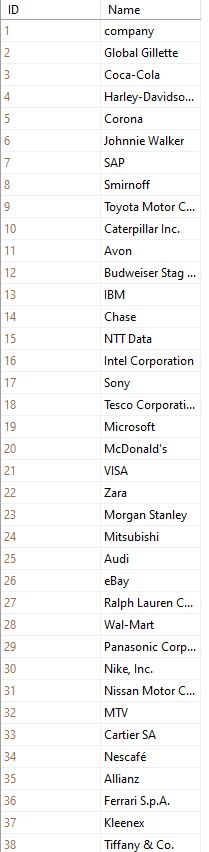 ID Name
1 company
2 Global Gillette
3 Coca-Cola
4 Harley-Davidso...
5 Corona
6 Johnnie Walker
7 SAP
8 Smirnoff
9 Toyota Motor C...
10 Caterpillar Inc.
11 Avon
12 Budweiser Stag ...
13 IBM
14 Chase
15 NTT Data
16 Intel Corporation
17 Sony
18 Tesco Corporati...
19 Microsoft
20 McDonald's
21 VISA
22 Zara
23 Morgan Stanley
24 Mitsubishi
25 Audi
26 eBay
27 Ralph Lauren C...
28 Wal-Mart
29 Panasonic Corp...
30 Nike, Inc.
31 Nissan Motor C...
32 MTV
33 Cartier SA
34 Nescafé
35 Allianz
36 Ferrari S.p.A.
37 Kleenex
38 Tiffany & Co.